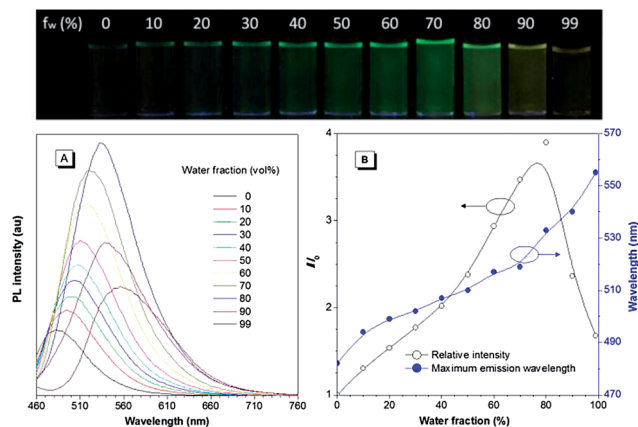 fw (%) 0 10 20 30 40 50 60 70 80 90 99
A
Water fraction (vol%)
0
10
20
30
40
50
60
70
80
90
99
PL intensity (au)
460 510 560 610 660 710 760
Wavelength (nm)
B
4
3
2
1
I/I0
570
550
530
510
490
470
Wavelength (nm)
Relative intensity
Maximum emission wavelength
0 20 40 60 80 100
Water fraction (%)